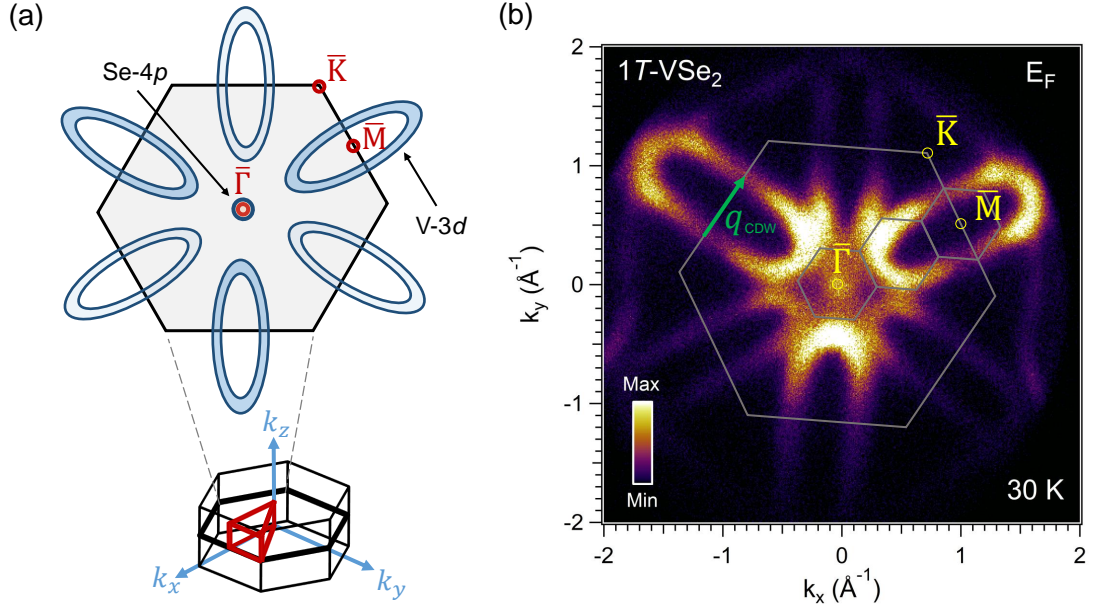 (a)
Se-4p
K̅
M̅
Γ̅
V-3d
k_z
k_x
k_y
(b)
1T-VSe₂
E_F
K̅
M̅
q_CDW
Γ̅
Max
Min
30 K
k_y (Å⁻¹)
2
1
0
-1
-2
-2
-1
0
1
2
k_x (Å⁻¹)